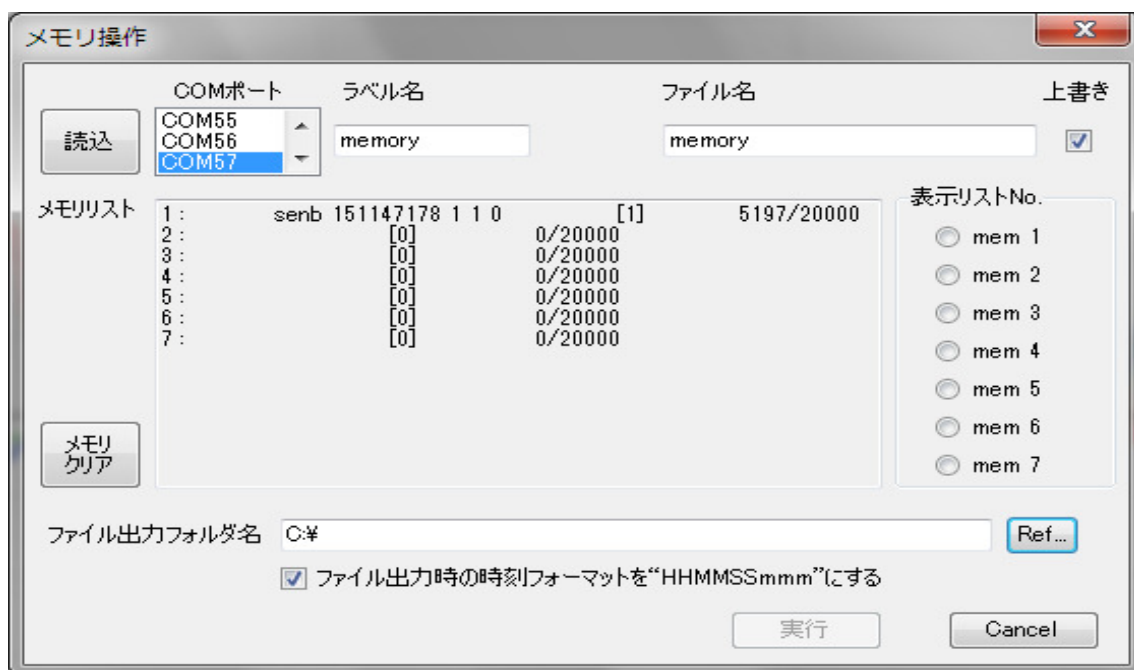 メモリ操作
COMポート ラベル名 ファイル名 上書き
読込
COM55
COM56
COM57
memory
memory
メモリリスト
1: senb 151147178 1 1 0 [1] 5197/20000
2: [0] 0/20000
3: [0] 0/20000
4: [0] 0/20000
5: [0] 0/20000
6: [0] 0/20000
7: [0] 0/20000
表示リストNo.
mem 1
mem 2
mem 3
mem 4
mem 5
mem 6
mem 7
メモリ
クリア
ファイル出力フォルダ名 C:¥ Ref...
ファイル出力時の時刻フォーマットを“HHMMSSmmm”にする
実行 Cancel